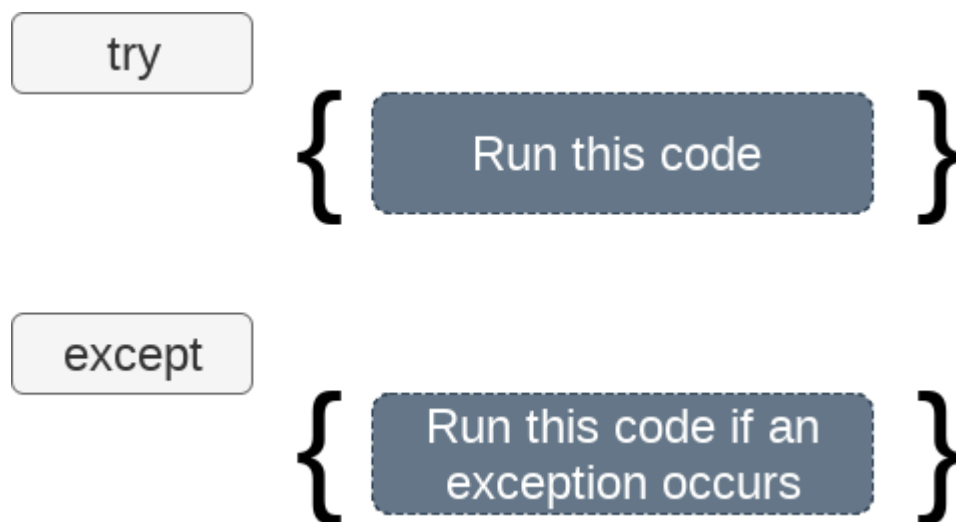 try
{ Run this code }
except
{ Run this code if an
exception occurs }